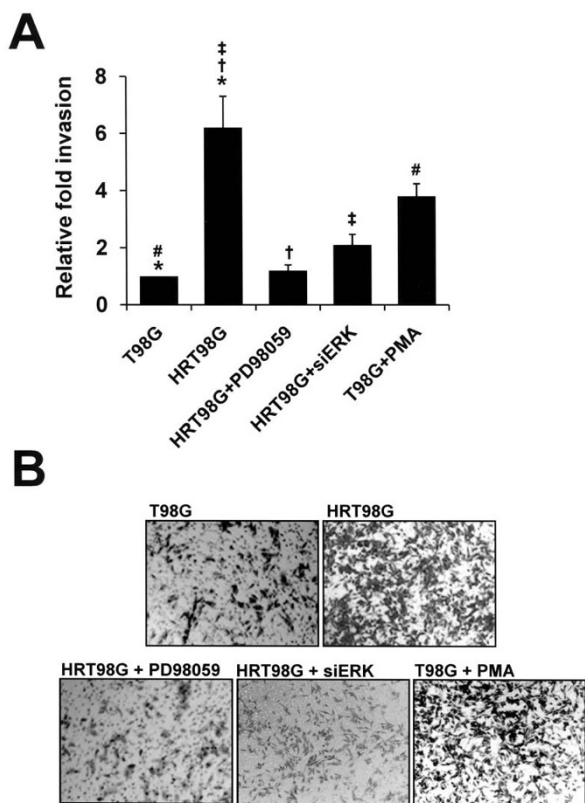 A
Relative fold invasion
8
6
4
2
0
#
*
‡
†
*
†
‡
#
T98G
HRT98G
HRT98G+PD98059
HRT98G+siERK
T98G+PMA
B
T98G
HRT98G
HRT98G + PD98059
HRT98G + siERK
T98G + PMA